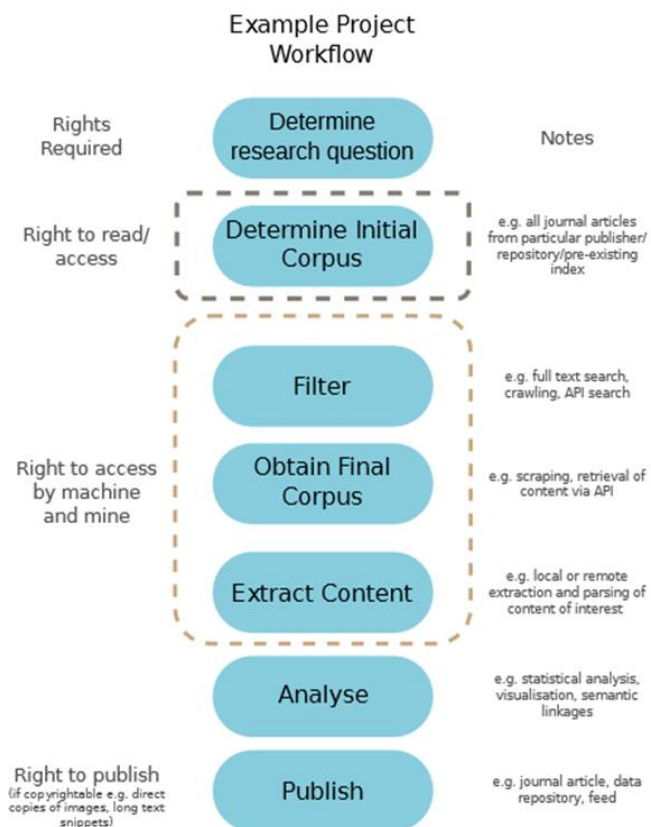 Example Project
Workflow
Rights
Required
Determine
research question
Notes
Right to read/
access
Determine Initial
Corpus
e.g. all journal articles
from particular publisher/
repository/pre-existing
index
Filter
e.g. full text search,
crawling, API search
Right to access
by machine
and mine
Obtain Final
Corpus
e.g. scraping, retrieval of
content via API
Extract Content
e.g. local or remote
extraction and parsing of
content of interest
Analyse
e.g. statistical analysis,
visualisation, semantic
linkages
Right to publish
(if copyrightable e.g. direct
copies of images, long text
snippets)
Publish
e.g. journal article, data
repository, feed